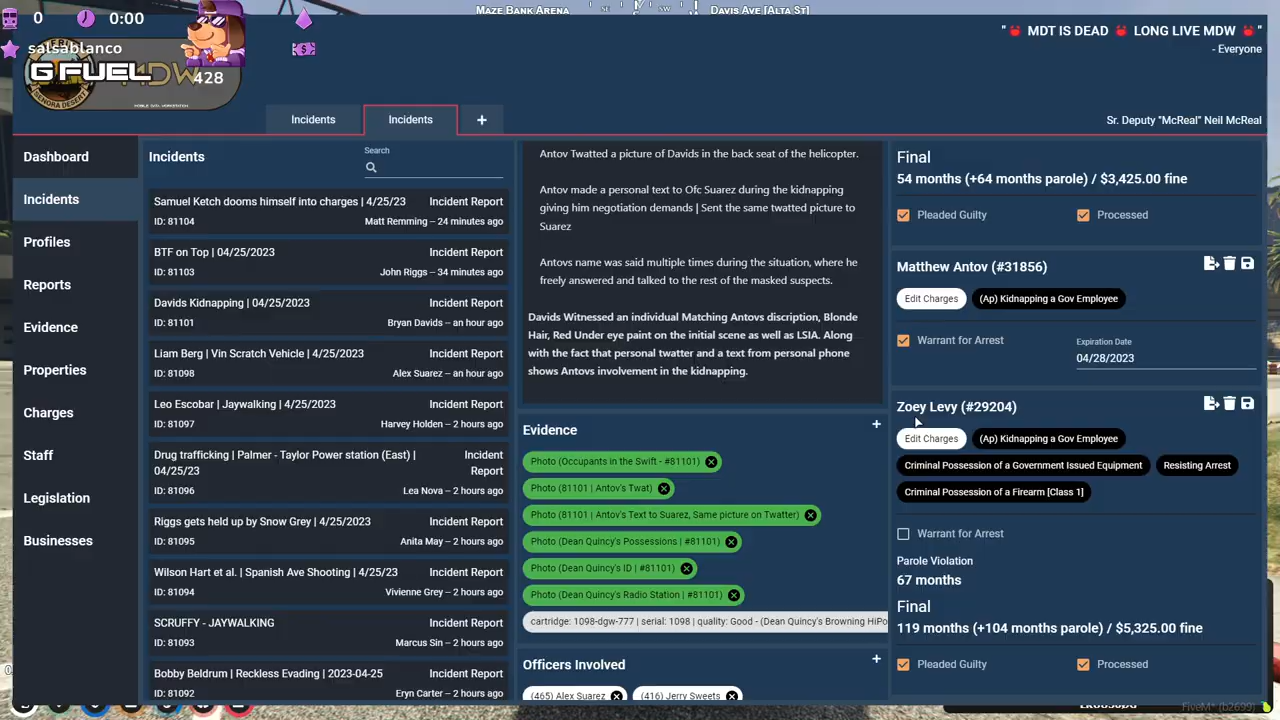 0
0:00
Maze Bank Arena
SE
SW
Davis Ave [Alta St]
salsablanco
G FUEL
MDW
428
" MDT IS DEAD LONG LIVE MDW "
- Everyone
Incidents
Incidents
+
Sr. Deputy "McReal" Neil McReal
Dashboard
Incidents
Profiles
Reports
Evidence
Properties
Charges
Staff
Legislation
Businesses
Incidents
Search
Samuel Ketch dooms himself into charges | 4/25/23 Incident Report
ID: 81104 Matt Remming – 24 minutes ago
BTF on Top | 04/25/2023 Incident Report
ID: 81103 John Riggs – 34 minutes ago
Davids Kidnapping | 04/25/2023 Incident Report
ID: 81101 Bryan Davids – an hour ago
Liam Berg | Vin Scratch Vehicle | 4/25/2023 Incident Report
ID: 81098 Alex Suarez – an hour ago
Leo Escobar | Jaywalking | 4/25/2023 Incident Report
ID: 81097 Harvey Holden – 2 hours ago
Drug trafficking | Palmer - Taylor Power station (East) | Incident
04/25/23 Report
ID: 81096 Lea Nova – 2 hours ago
Riggs gets held up by Snow Grey | 4/25/2023 Incident Report
ID: 81095 Anita May – 2 hours ago
Wilson Hart et al. | Spanish Ave Shooting | 4/25/23 Incident Report
ID: 81094 Vivienne Grey – 2 hours ago
SCRUFFY - JAYWALKING Incident Report
ID: 81093 Marcus Sin – 2 hours ago
Bobby Beldrum | Reckless Evading | 2023-04-25 Incident Report
ID: 81092 Eryn Carter – 2 hours ago
Antov Twatted a picture of Davids in the back seat of the helicopter.
Antov made a personal text to Ofc Suarez during the kidnapping
giving him negotiation demands | Sent the same twatted picture to
Suarez
Antovs name was said multiple times during the situation, where he
freely answered and talked to the rest of the masked suspects.
Davids Witnessed an individual Matching Antovs discription, Blonde
Hair, Red Under eye paint on the initial scene as well as LSIA. Along
with the fact that personal twatter and a text from personal phone
shows Antovs involvement in the kidnapping.
Evidence
+
Photo (Occupants in the Swift - #81101)
Photo (81101 | Antov's Twat)
Photo (81101 | Antov's Text to Suarez, Same picture on Twatter)
Photo (Dean Quincy's Possessions | #81101)
Photo (Dean Quincy's ID | #81101)
Photo (Dean Quincy's Radio Station | #81101)
cartridge: 1098-dgw-777 | serial: 1098 | quality: Good - (Dean Quincy's Browning HiPo
Officers Involved
+
(465) Alex Suarez (416) Jerry Sweets
Final
54 months (+64 months parole) / $3,425.00 fine
Pleaded Guilty Processed
Matthew Antov (#31856)
Edit Charges (Ap) Kidnapping a Gov Employee
Warrant for Arrest Expiration Date
04/28/2023
Zoey Levy (#29204)
Edit Charges (Ap) Kidnapping a Gov Employee
Criminal Possession of a Government Issued Equipment Resisting Arrest
Criminal Possession of a Firearm [Class 1]
Warrant for Arrest
Parole Violation
67 months
Final
119 months (+104 months parole) / $5,325.00 fine
Pleaded Guilty Processed
FiveM* (b2699)